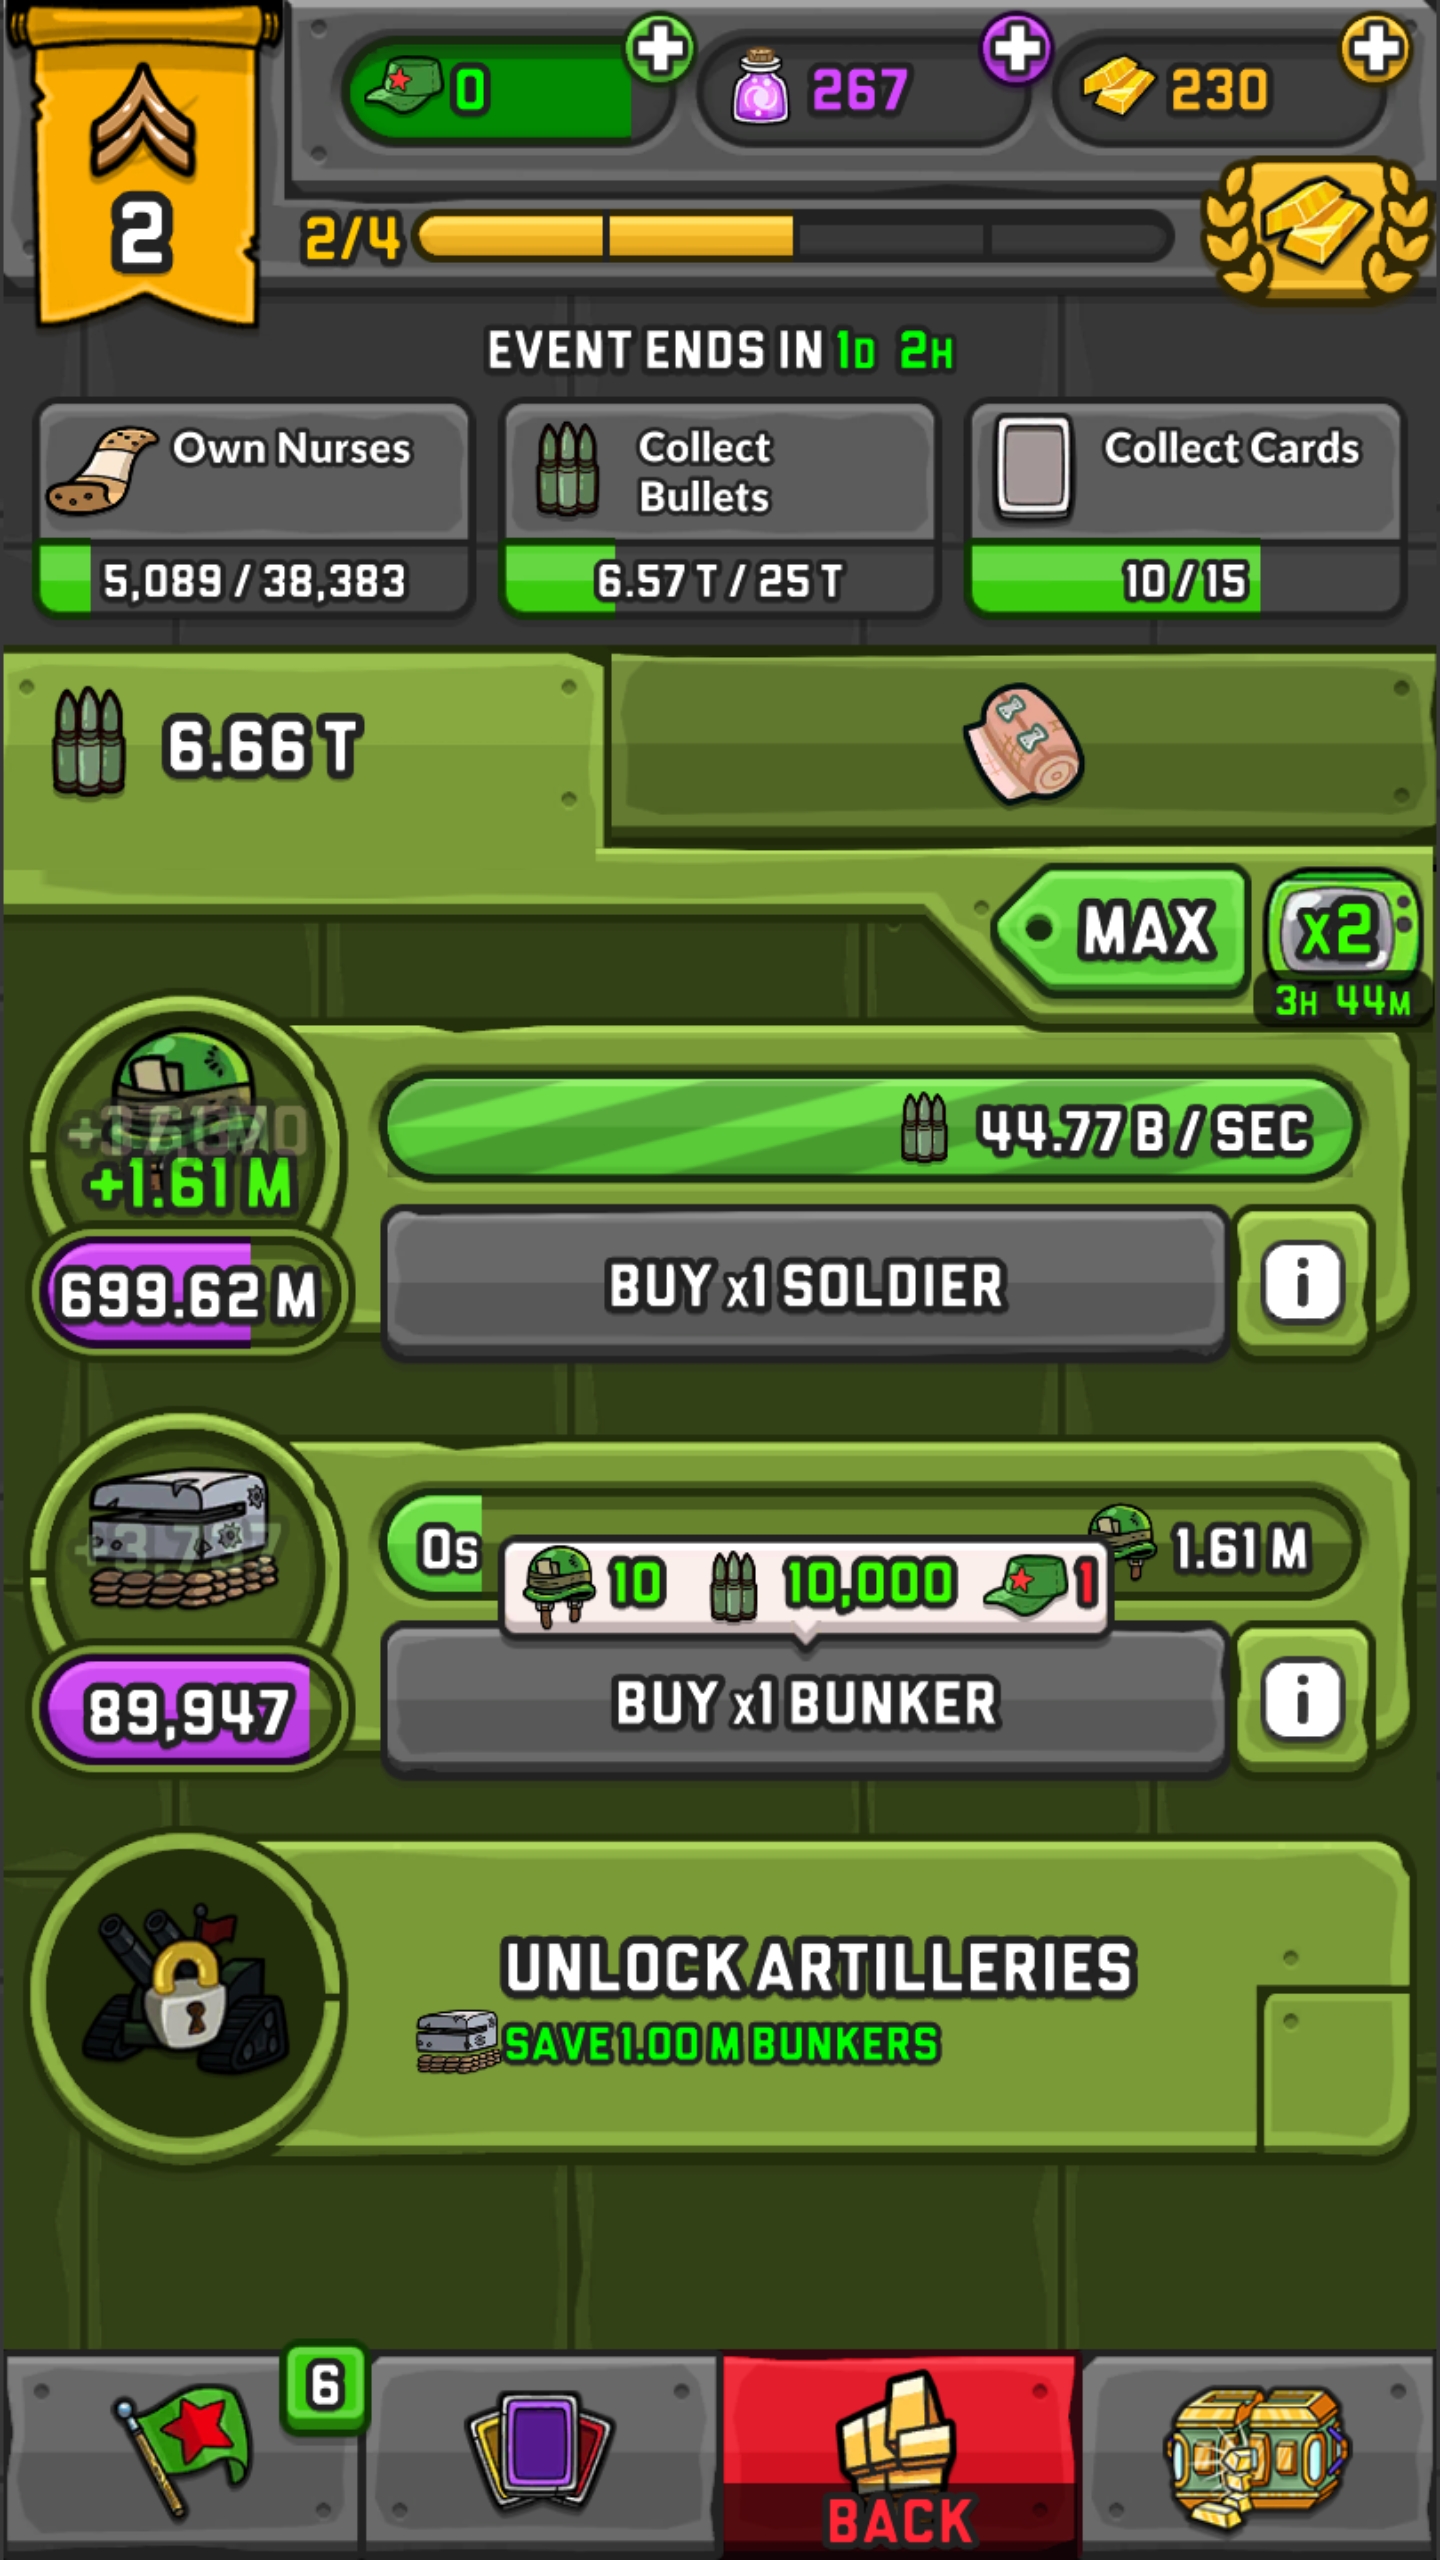 0
267
230
2
2/4
EVENT ENDS IN 1D 2H
Own Nurses
5,089 / 38,383
Collect
Bullets
6.57 T / 25 T
Collect Cards
10/15
6.66 T
MAX
x2
3H 44M
+1.61 M
699.62 M
44.77 B / SEC
BUY x1 SOLDIER
+3,737
89,947
0s
1.61 M
10 10,000 1
BUY x1 BUNKER
UNLOCK ARTILLERIES
SAVE 1.00 M BUNKERS
6
BACK